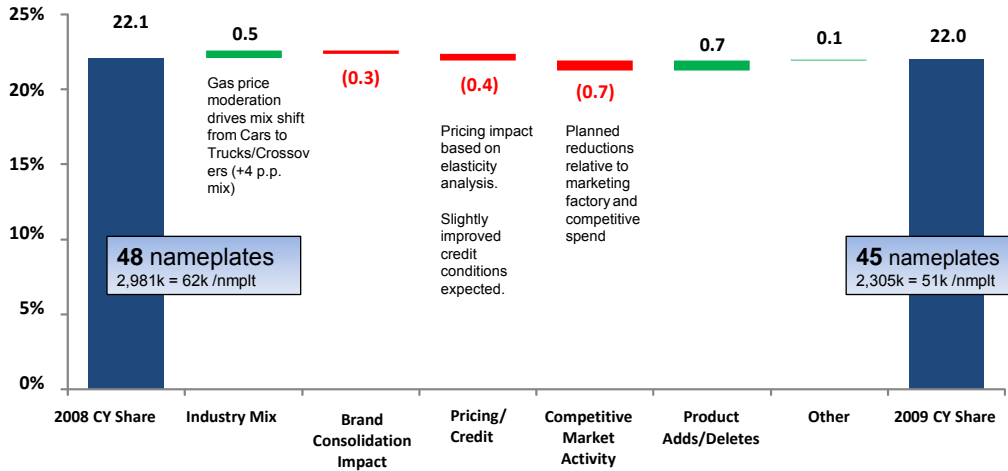 25%
20%
15%
10%
5%
0%
22.1
0.5
(0.3)
(0.4)
(0.7)
0.7
0.1
22.0
Gas price
moderation
drives mix shift
from Cars to
Trucks/Crossov
ers (+4 p.p.
mix)
Pricing impact
based on
elasticity
analysis.
Slightly
improved
credit
conditions
expected.
Planned
reductions
relative to
marketing
factory and
competitive
spend
48 nameplates
2,981k = 62k /nmplt
45 nameplates
2,305k = 51k /nmplt
2008 CY Share
Industry Mix
Brand
Consolidation
Impact
Pricing/
Credit
Competitive
Market
Activity
Product
Adds/Deletes
Other
2009 CY Share